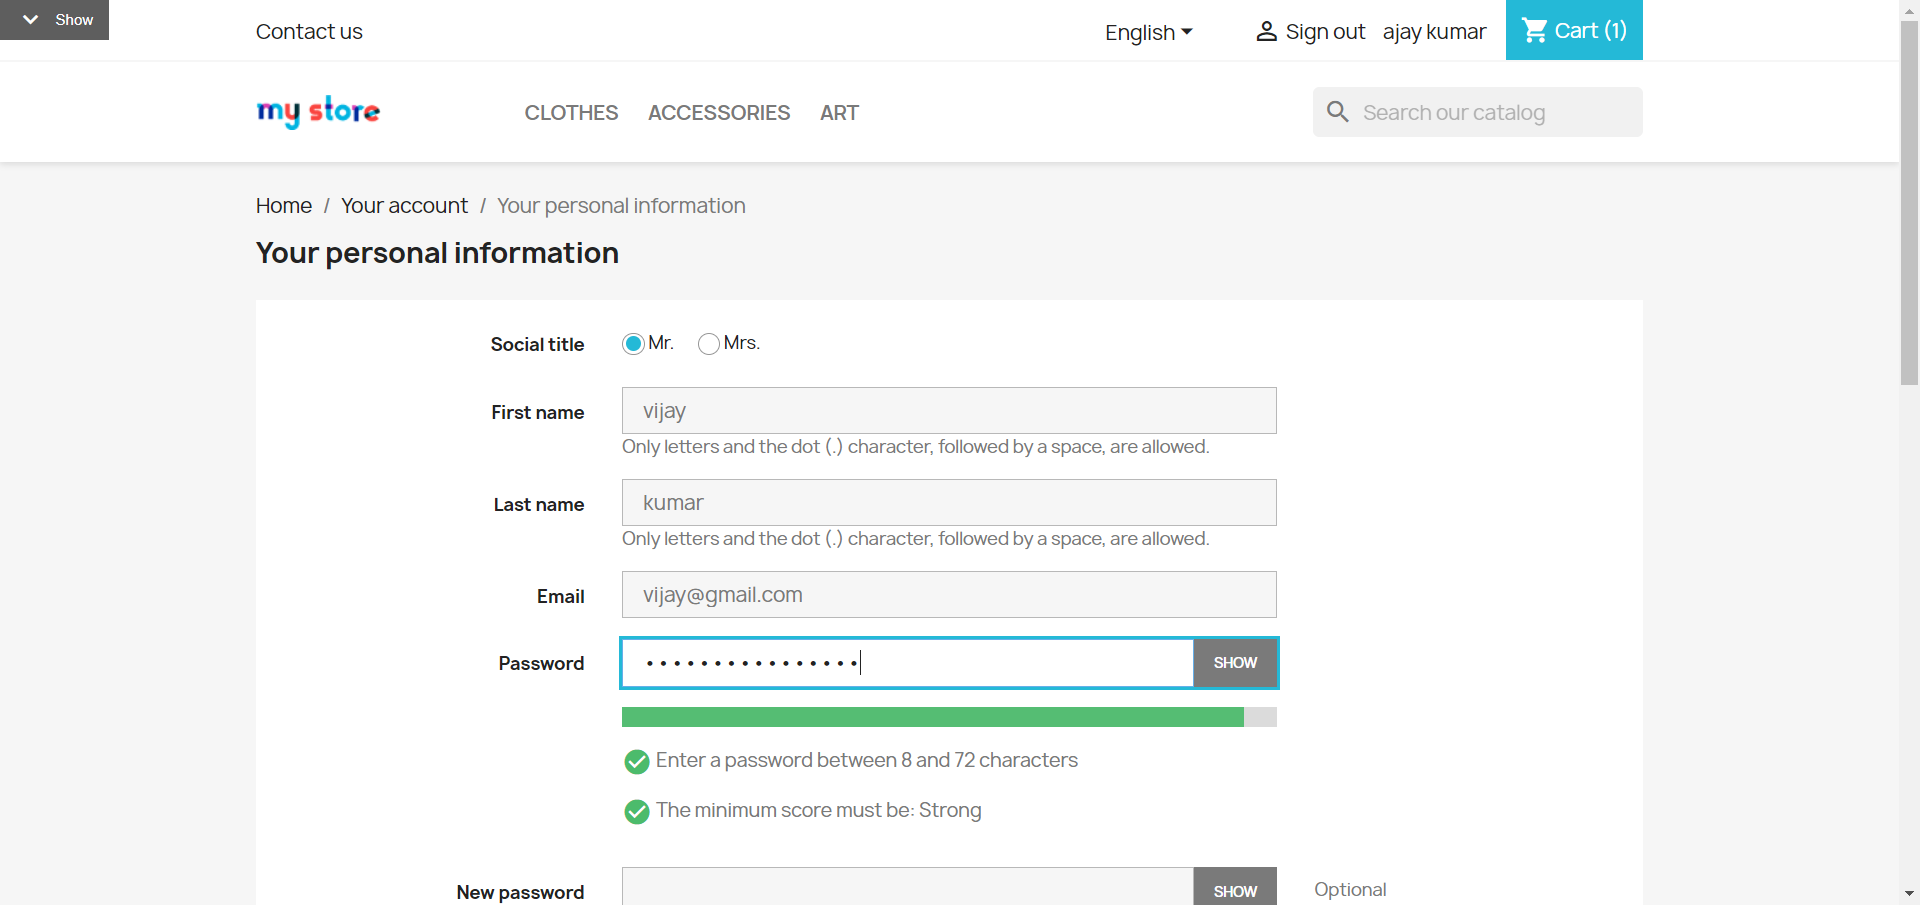 Show
Contact us
English
Sign out
ajay kumar
Cart (1)
my store
CLOTHES
ACCESSORIES
ART
Search our catalog
Home / Your account / Your personal information
Your personal information
Social title
Mr.
Mrs.
First name
vijay
Only letters and the dot (.) character, followed by a space, are allowed.
Last name
kumar
Only letters and the dot (.) character, followed by a space, are allowed.
Email
vijay@gmail.com
Password
••••••••••••••••
SHOW
Enter a password between 8 and 72 characters
The minimum score must be: Strong
New password
SHOW
Optional